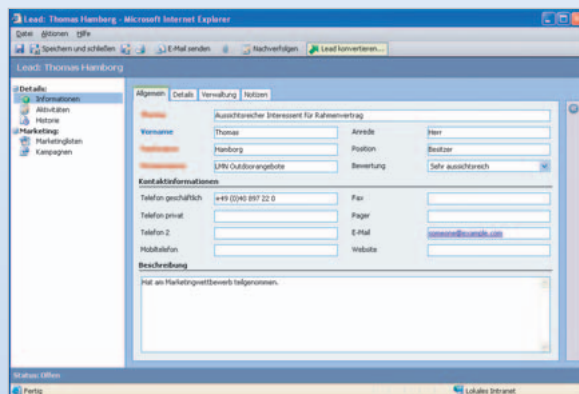 Lead: Thomas Hamborg - Microsoft Internet Explorer
Datei Aktionen Hilfe
Speichern und schließen E-Mail senden Nachverfolgen Lead konvertieren...
Lead: Thomas Hamborg
Details:
Informationen
Aktivitäten
Historie
Marketing:
Marketinglisten
Kampagnen
Allgemein Details Verwaltung Notizen
Aussichtsreicher Interessent für Rahmenvertrag
Vorname Thomas Anrede Herr
Hamborg Position Besitzer
LMN Outdoorangebote Bewertung Sehr aussichtsreich
Kontaktinformationen
Telefon geschäftlich +49 (0)40 897 22 0 Fax
Telefon privat Pager
Telefon 2 E-Mail someone@example.com
Mobiltelefon Website
Beschreibung
Hat am Marketingwettbewerb teilgenommen.
Status: Offen
Fertig Lokales Intranet